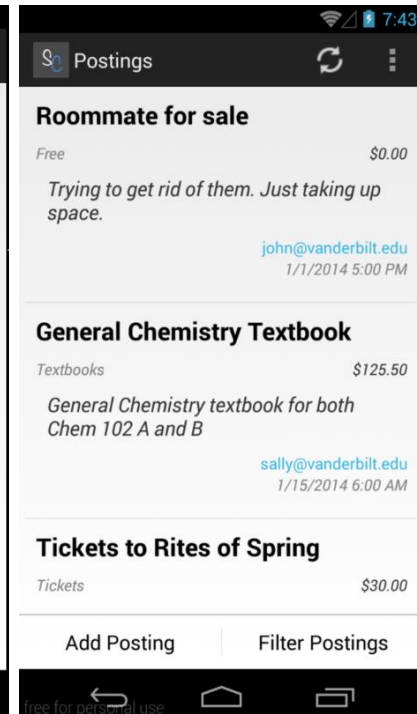 7:43
SC Postings
Roommate for sale
Free $0.00
Trying to get rid of them. Just taking up
space.
john@vanderbilt.edu
1/1/2014 5:00 PM
General Chemistry Textbook
Textbooks $125.50
General Chemistry textbook for both
Chem 102 A and B
sally@vanderbilt.edu
1/15/2014 6:00 AM
Tickets to Rites of Spring
Tickets $30.00
Add Posting Filter Postings
free for personal use